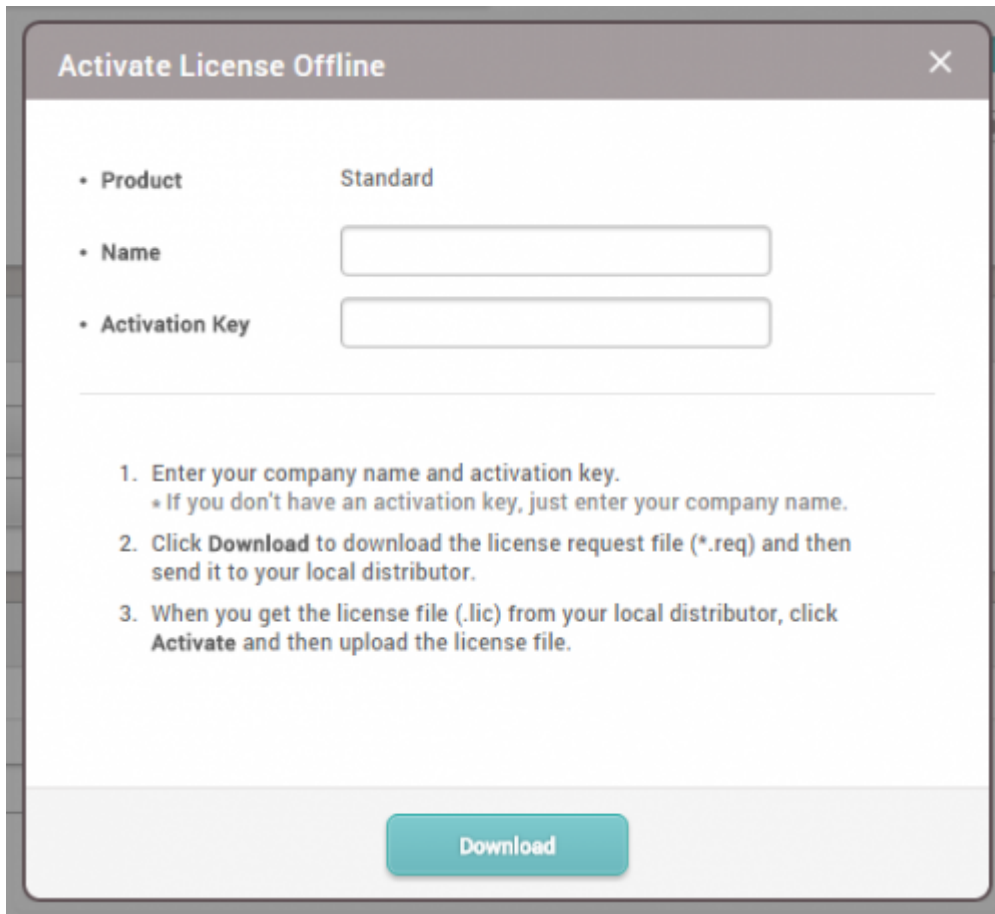 Activate License Offline
• Product Standard
• Name
• Activation Key
1. Enter your company name and activation key.
* If you don't have an activation key, just enter your company name.
2. Click Download to download the license request file (*.req) and then
send it to your local distributor.
3. When you get the license file (.lic) from your local distributor, click
Activate and then upload the license file.
Download